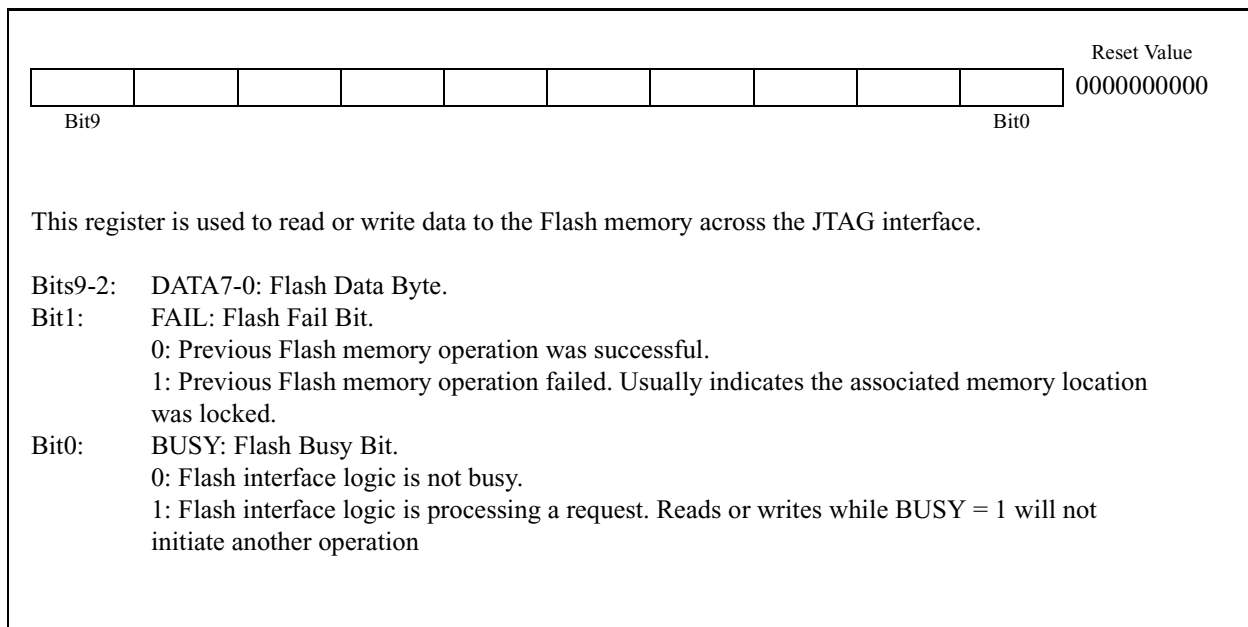 Reset Value
0000000000
Bit9 Bit0
This register is used to read or write data to the Flash memory across the JTAG interface.
Bits9-2: DATA7-0: Flash Data Byte.
Bit1: FAIL: Flash Fail Bit.
0: Previous Flash memory operation was successful.
1: Previous Flash memory operation failed. Usually indicates the associated memory location
was locked.
Bit0: BUSY: Flash Busy Bit.
0: Flash interface logic is not busy.
1: Flash interface logic is processing a request. Reads or writes while BUSY = 1 will not
initiate another operation